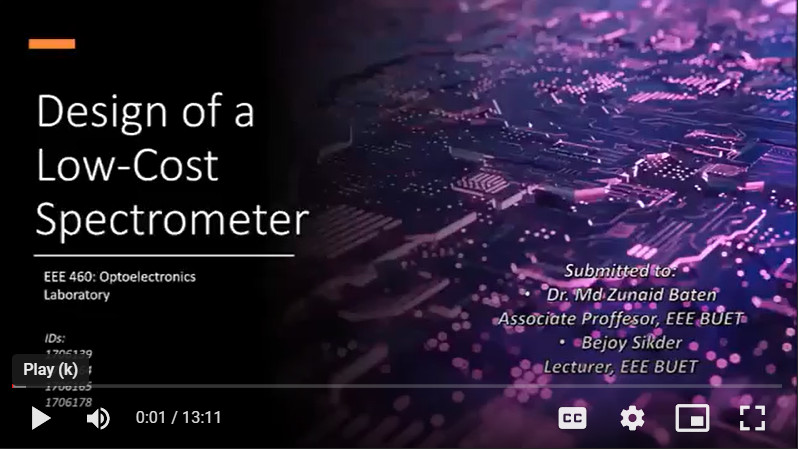 Design of a
Low-Cost
Spectrometer
EEE 460: Optoelectronics
Laboratory
IDs:
1706139
1706165
1706178
Submitted to:
• Dr. Md Zunaid Baten
Associate Proffesor, EEE BUET
• Bejoy Sikder
Lecturer, EEE BUET
Play (k)
0:01 / 13:11
CC